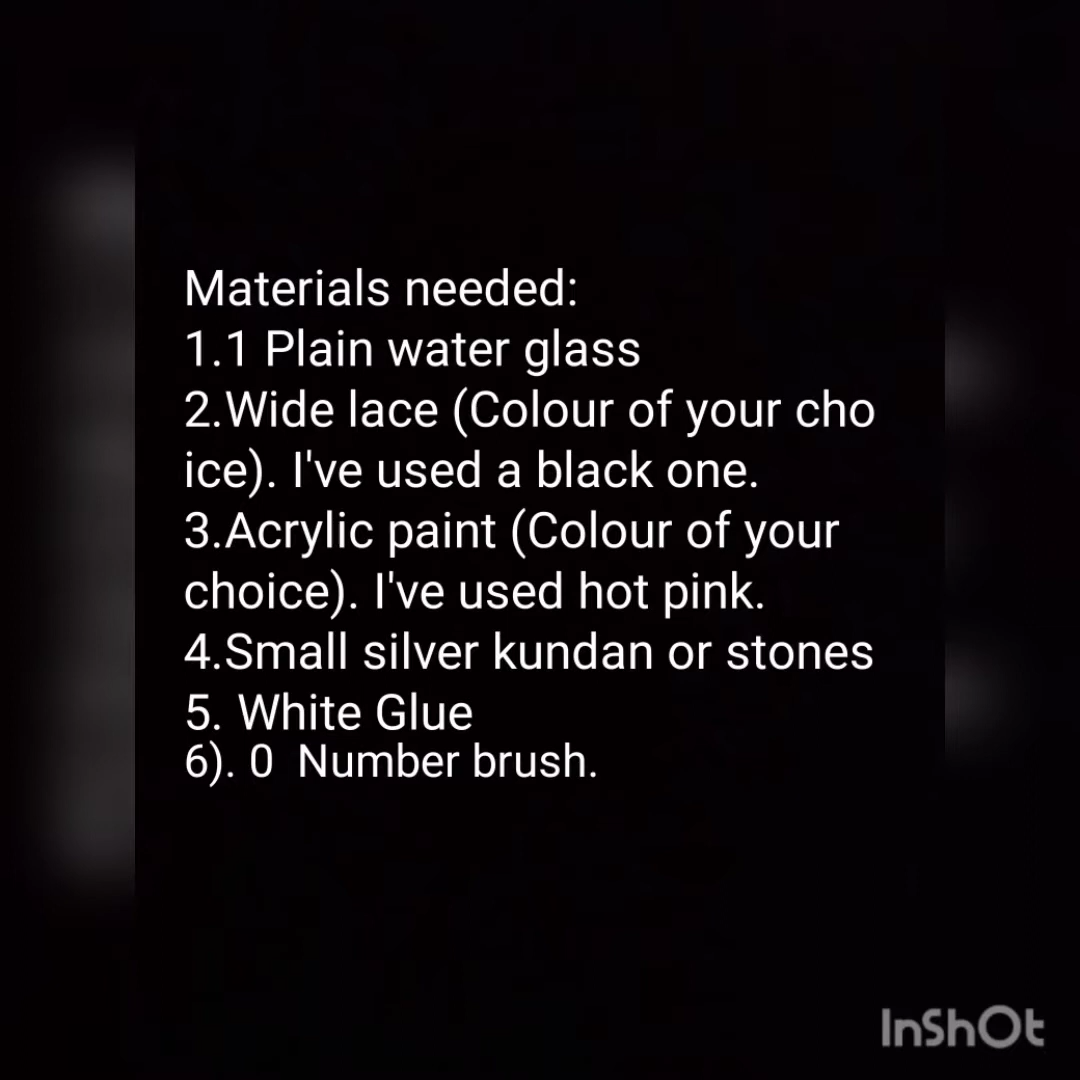 Materials needed:
1.1 Plain water glass
2.Wide lace (Colour of your cho
ice). I've used a black one.
3.Acrylic paint (Colour of your
choice). I've used hot pink.
4.Small silver kundan or stones
5. White Glue
6). 0  Number brush.
InShOt